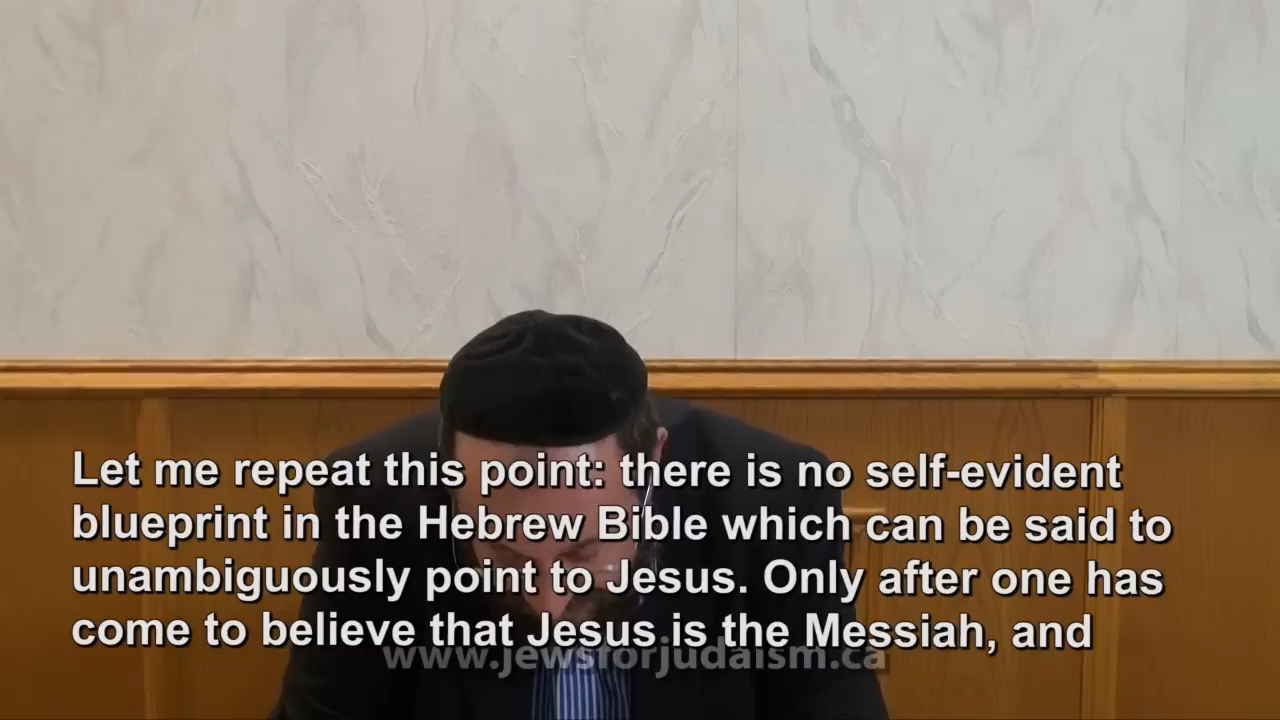 Let me repeat this point: there is no self-evident
blueprint in the Hebrew Bible which can be said to
unambiguously point to Jesus. Only after one has
come to believe that Jesus is the Messiah, and
www.jewsforjudaism.ca